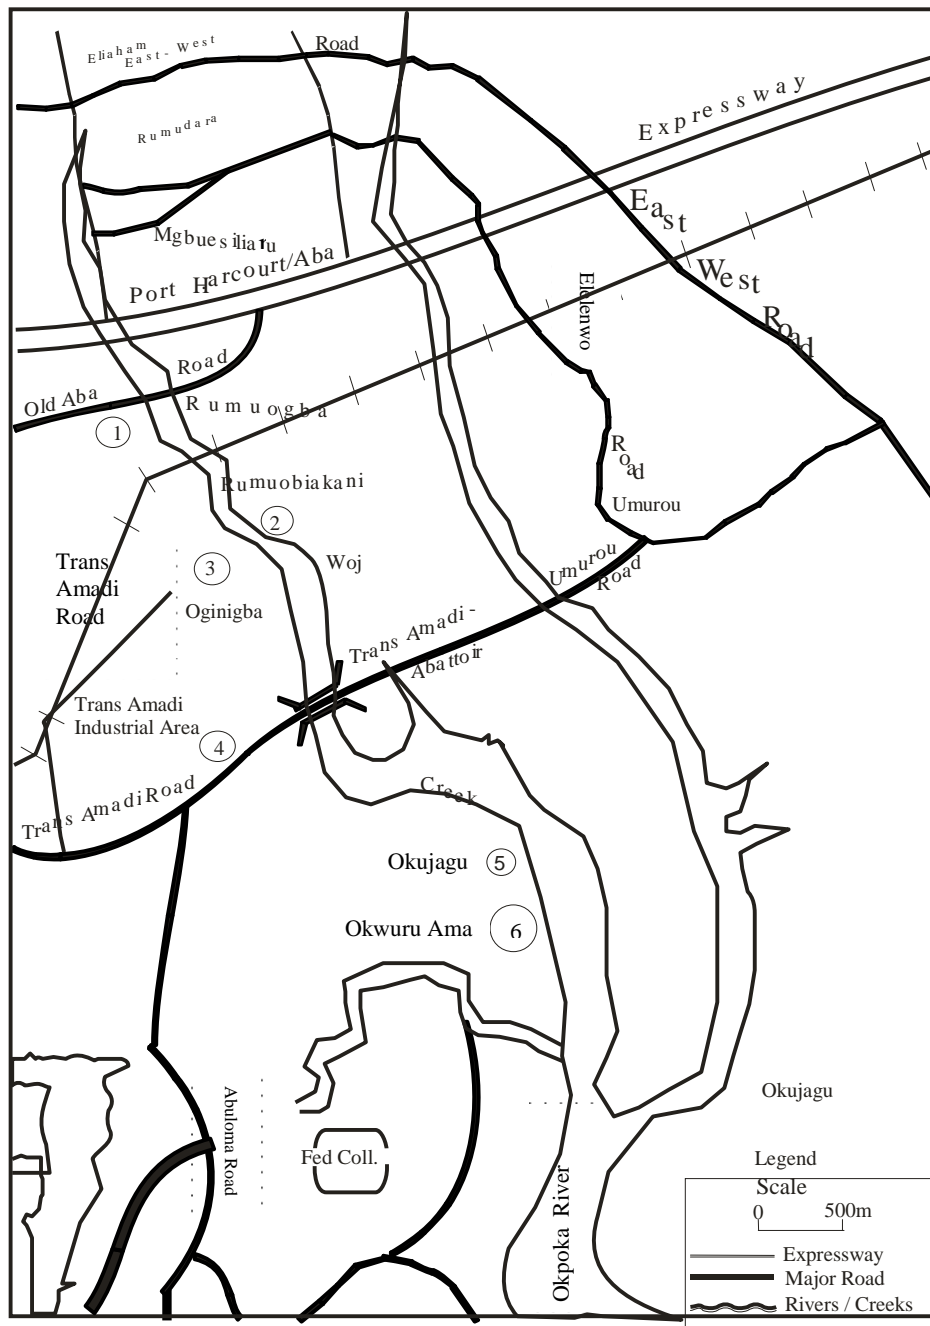 Eliaham
East - West
Road
Rumudara
Expressway
Mgbuesiliaru
Port Harcourt/Aba
East
West
Road
Elelenwo
Road
Old Aba
Road
Rumuogba
1
Rumuobiakani
2
Woj
3
Oginigba
Trans
Amadi
Road
Road
Umurou
Umurou
Road
Trans Amadi -
Abattoir
Trans Amadi
Industrial Area
4
Trans Amadi Road
Creek
Okujagu
5
Okwuru Ama
6
Abuloma Road
Fed Coll.
Okpoka River
Okujagu
Legend
Scale
0 500m
Expressway
Major Road
Rivers / Creeks